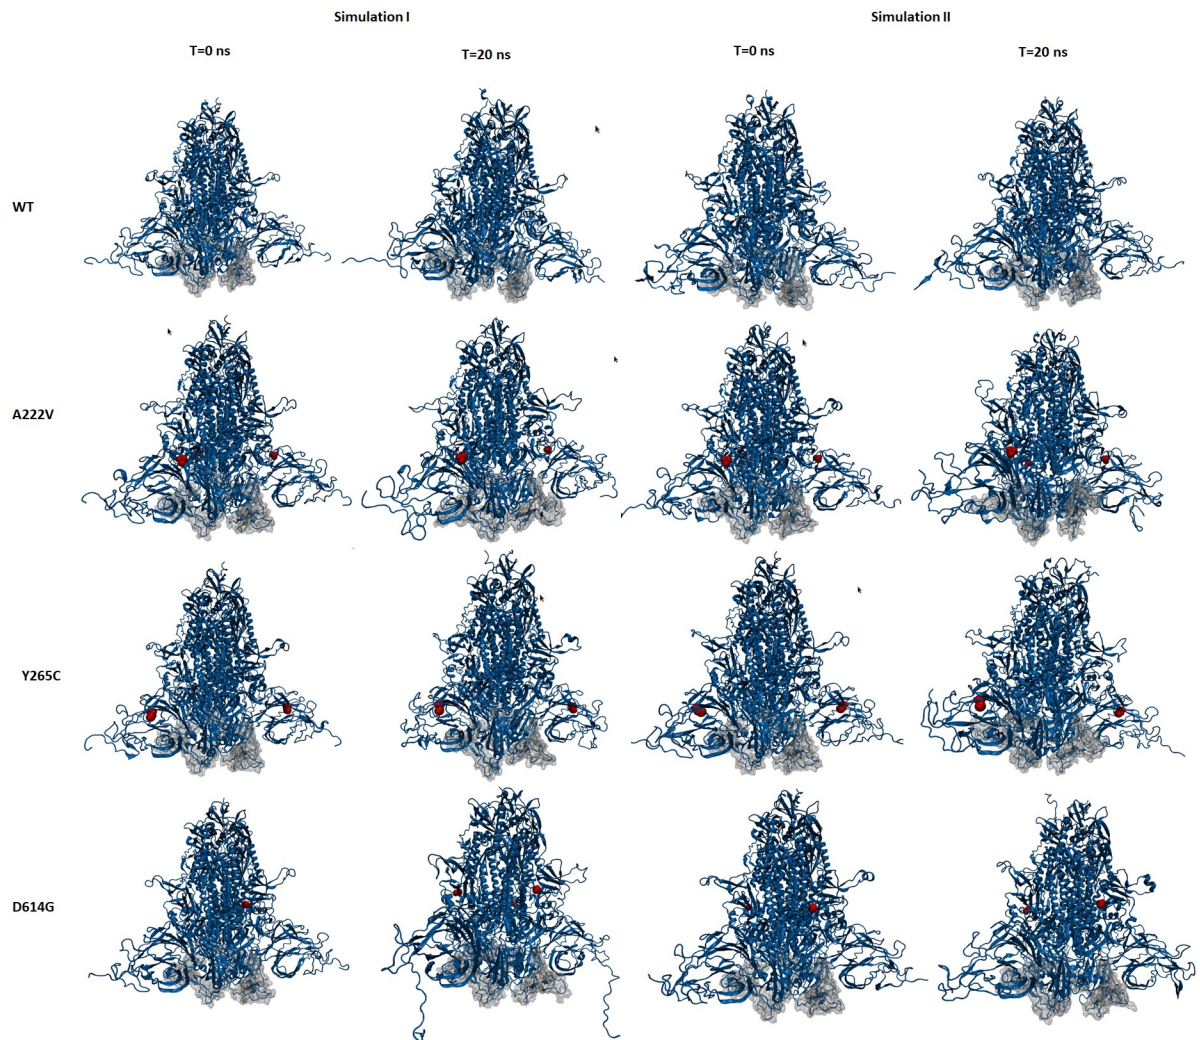 Simulation I
Simulation II
T=0 ns
T=20 ns
T=0 ns
T=20 ns
WT
A222V
Y265C
D614G